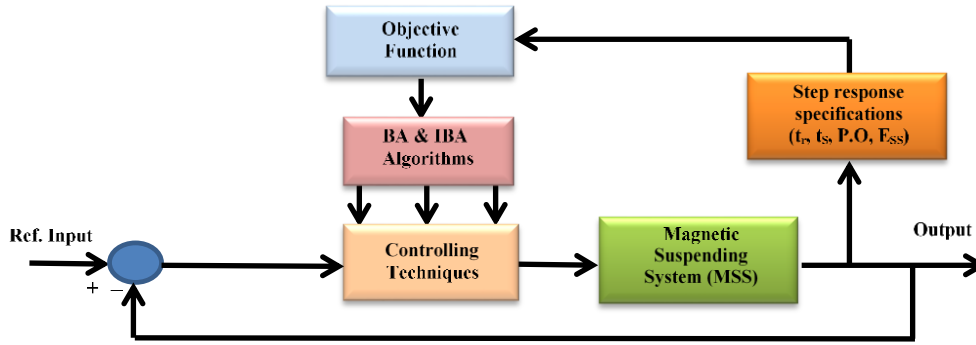 Objective
Function
Step response
specifications
(tr, ts, P.O, ESS)
BA & IBA
Algorithms
Ref. Input
Controlling
Techniques
Magnetic
Suspending
System (MSS)
Output
+ −